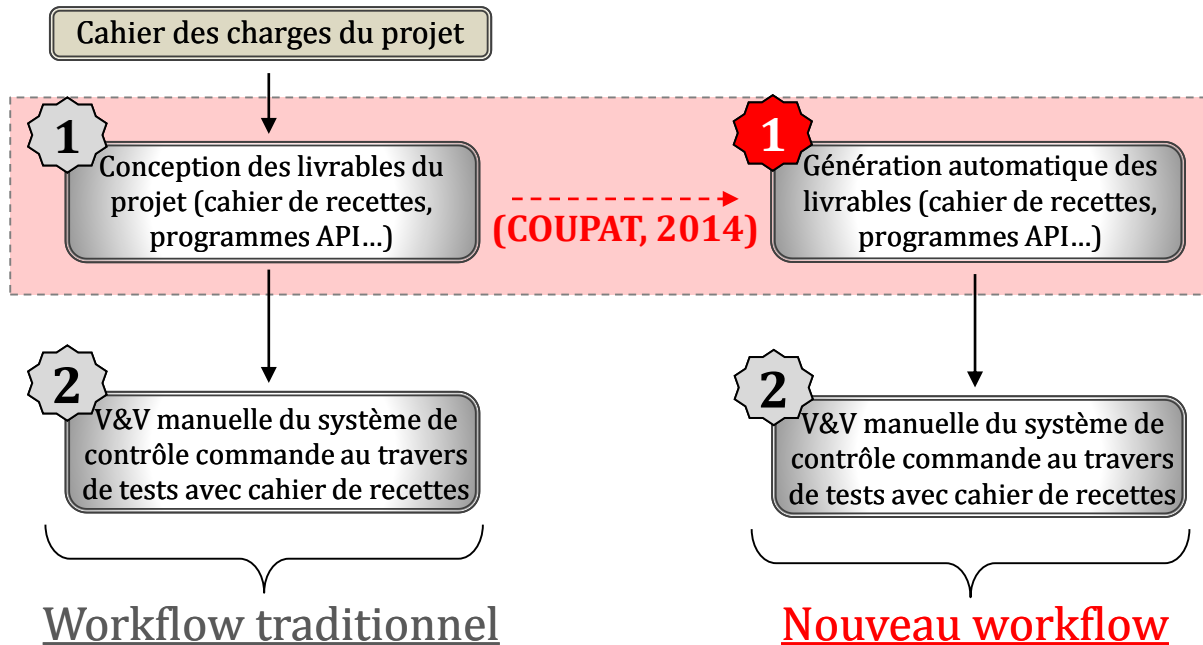 Cahier des charges du projet
1
Conception des livrables du
projet (cahier de recettes,
programmes API...)
(COUPAT, 2014)
1
Génération automatique des
livrables (cahier de recettes,
programmes API...)
2
V&V manuelle du système de
contrôle commande au travers
de tests avec cahier de recettes
2
V&V manuelle du système de
contrôle commande au travers
de tests avec cahier de recettes
Workflow traditionnel
Nouveau workflow